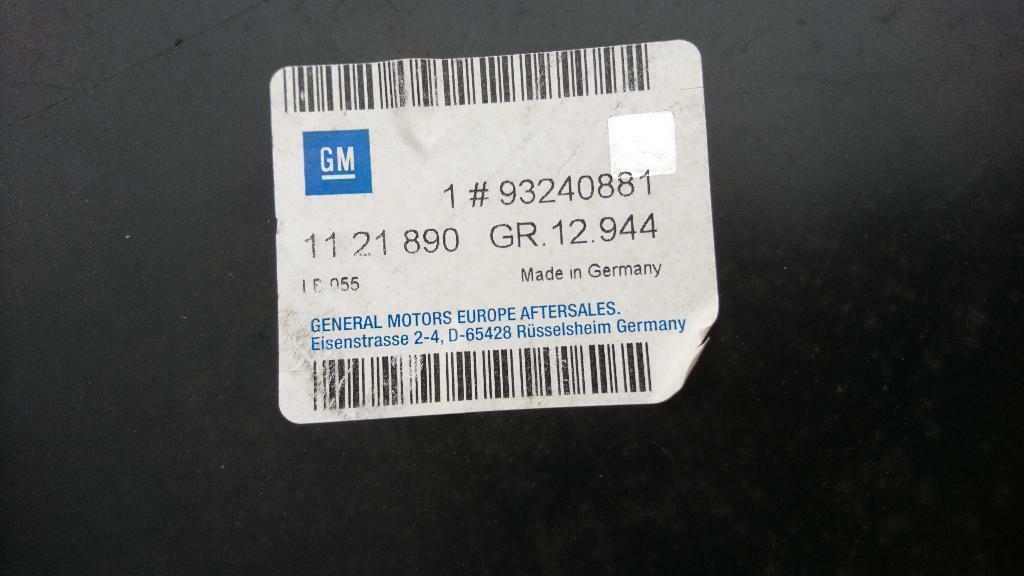 GM
1 # 93240881
11 21 890 GR.12.944
055
Made in Germany
GENERAL MOTORS EUROPE AFTERSALES.
Eisenstrasse 2-4, D-65428 Rüsselsheim Germany